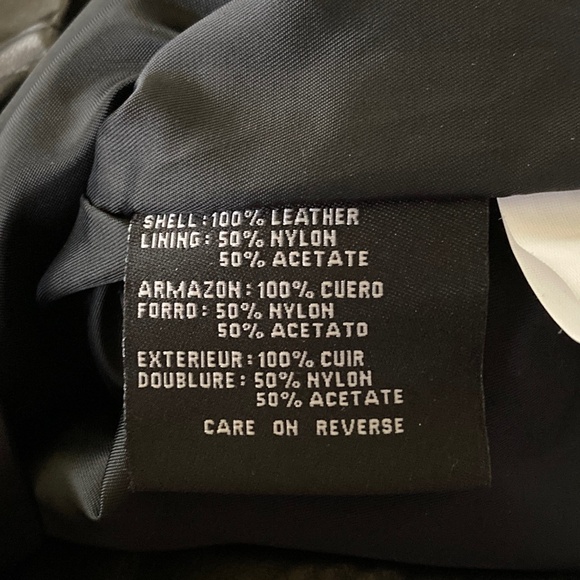 SHELL: 100% LEATHER
LINING: 50% NYLON
50% ACETATE
ARMAZON: 100% CUERO
FORRO: 50% NYLON
50% ACETATO
EXTERIEUR: 100% CUIR
DOUBLURE: 50% NYLON
50% ACETATE
CARE ON REVERSE